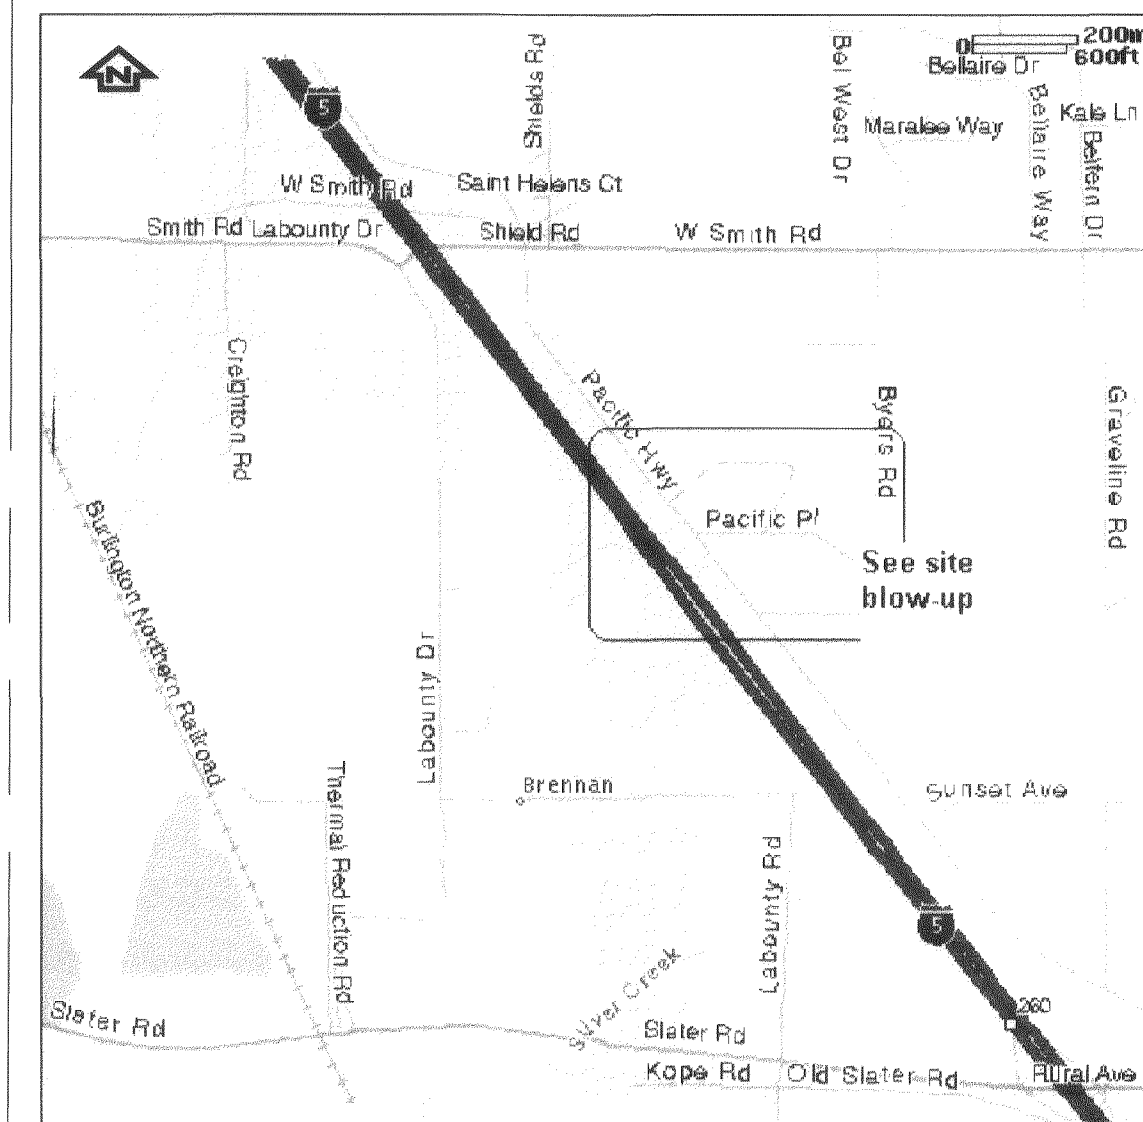 N
0 200m
600ft
Bellaire Dr
5
Shields Rd
Bel West Dr
Maralee Way
Bellaire Way
Kale Ln
Belfern Dr
W Smith Rd
Saint Helens Ct
Smith Rd
Labounty Dr
Shield Rd
W Smith Rd
Creighton Rd
Pacific Hwy
Byers Rd
Graveline Rd
Pacific Pl
See site
blow-up
Burlington Northern Railroad
Labounty Dr
Brennan
Sunset Ave
Thermal Reduction Rd
Labounty Rd
5
Silver Creek
260
Slater Rd
Slater Rd
Kope Rd
Old Slater Rd
Rural Ave